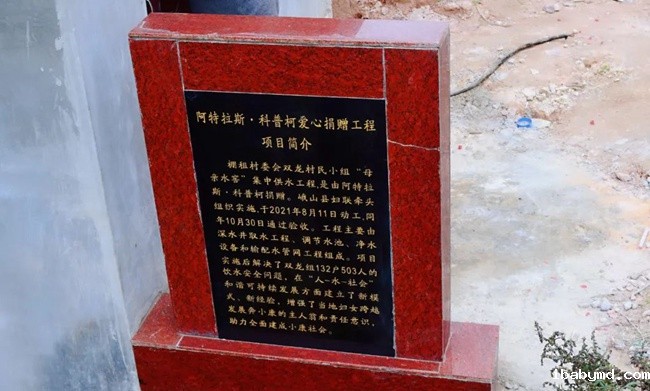 阿特拉斯·科普柯爱心捐赠工程
项目简介
棚租村委会双龙村民小组“母
亲水窖”集中供水工程,是由阿特拉
斯·科普柯捐赠。峨山县妇联牵头
组织实施,于2021年8月11日动工,同
年10月30日通过验收。工程主要由
深水井取水工程、调节水池、净水
设备和输配水管网工程组成。项目
实施后解决了双龙组132户503人的
饮水安全问题，在“人-水-社会”
和谐可持续发展方面建立了新模
式、新经验，增强了当地妇女跨越
发展奔小康的主人翁和责任意识，
助力全面建成小康社会。
tbabymd.com